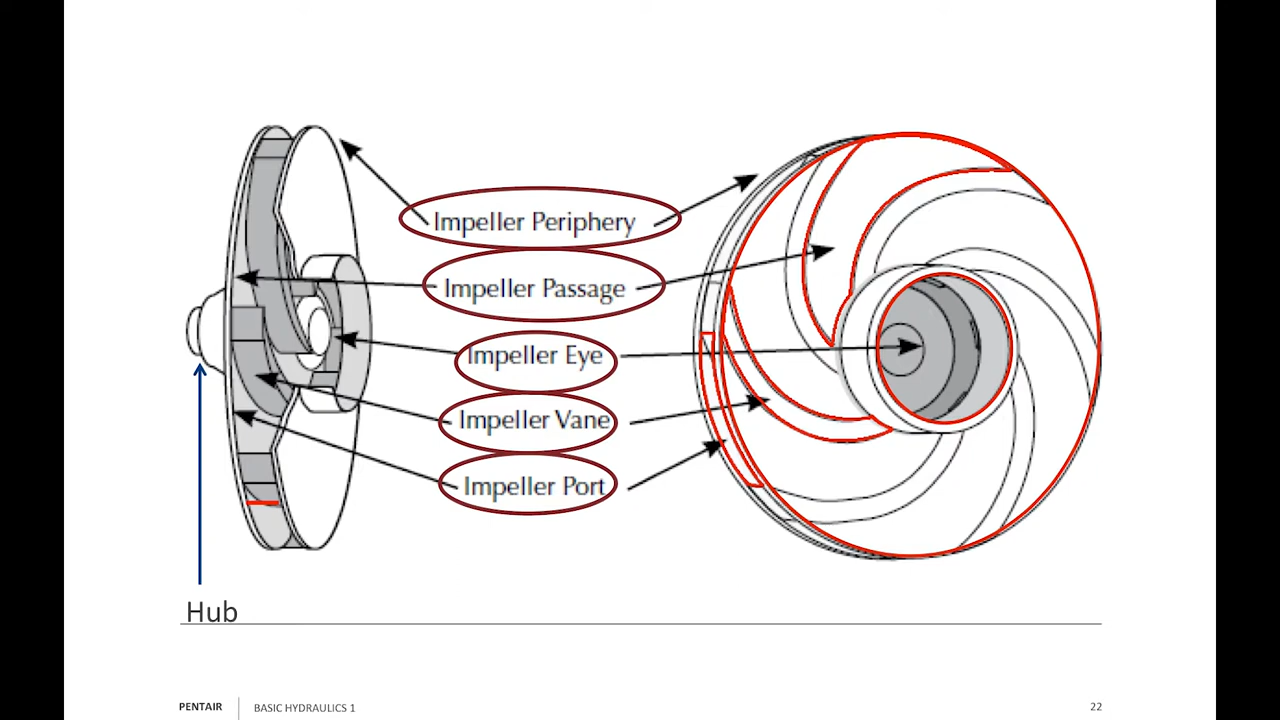 Impeller Periphery
Impeller Passage
Impeller Eye
Impeller Vane
Impeller Port
Hub
PENTAIR
BASIC HYDRAULICS 1
22